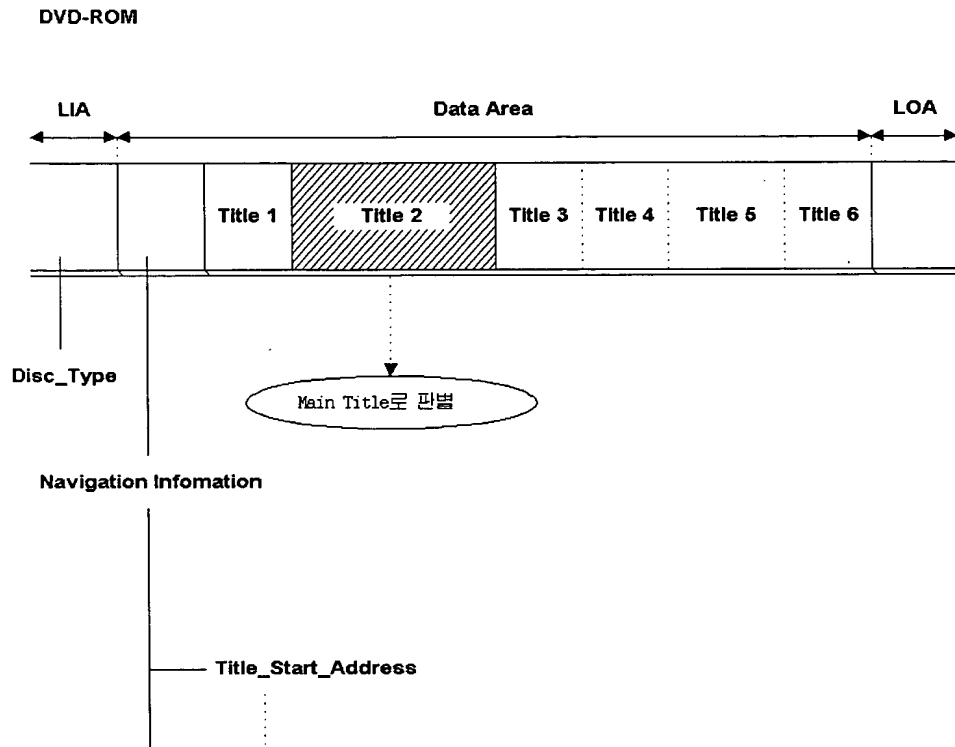 DVD-ROM
LIA Data Area LOA
Title 1 Title 2 Title 3 Title 4 Title 5 Title 6
Disc_Type
Main Title로 판별
Navigation Infomation
Title_Start_Address